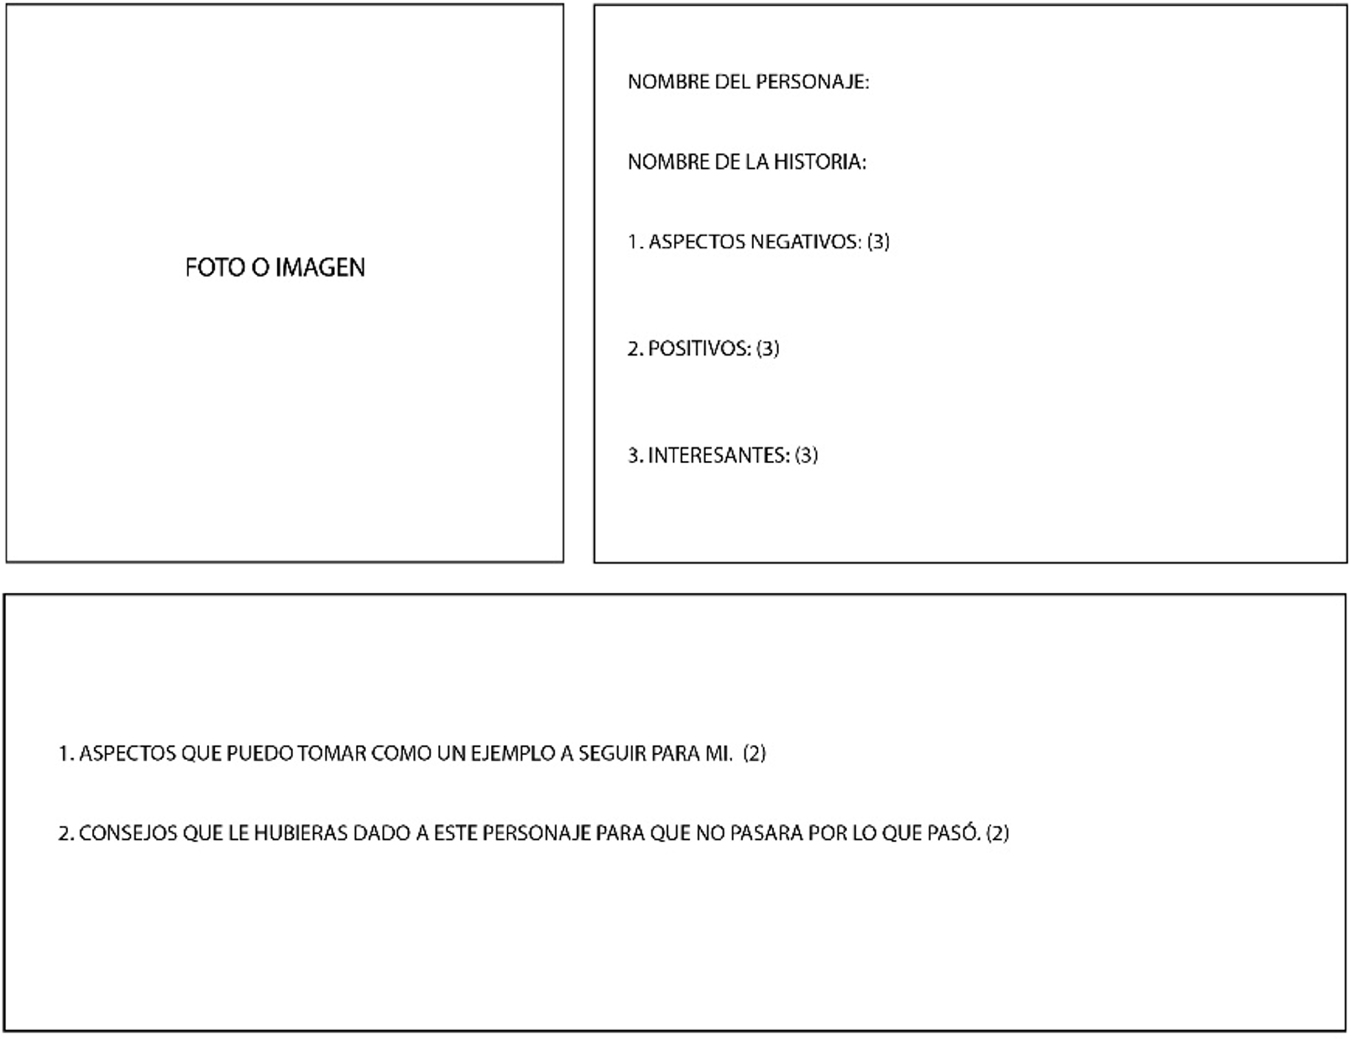 FOTO O IMAGEN
NOMBRE DEL PERSONAJE:
NOMBRE DE LA HISTORIA:
1. ASPECTOS NEGATIVOS: (3)
2. POSITIVOS: (3)
3. INTERESANTES: (3)
1. ASPECTOS QUE PUEDO TOMAR COMO UN EJEMPLO A SEGUIR PARA MI. (2)
2. CONSEJOS QUE LE HUBIERAS DADO A ESTE PERSONAJE PARA QUE NO PASARA POR LO QUE PASÓ. (2)